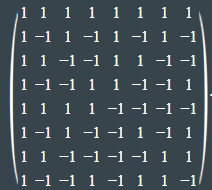 1 1 1 1 1 1 1 1
1 −1 1 −1 1 −1 1 −1
1 1 −1 −1 1 1 −1 −1
1 −1 −1 1 1 −1 −1 1
1 1 1 1 −1 −1 −1 −1
1 −1 1 −1 −1 1 −1 1
1 1 −1 −1 −1 −1 1 1
1 −1 −1 1 −1 1 1 −1
.